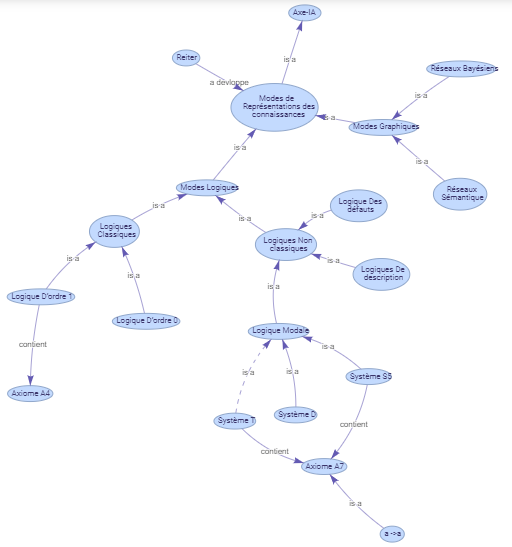 Axe-IA
Reiter
is a
a dévloppe
Réseaux Bayésiens
Modes de
Représentations des
connaissances
is a
is a
Modes Graphiques
is a
is a
Modes Logiques
Réseaux
Sémantique
is a
Logique Des
défauts
is a
is a
Logiques
Classiques
Logiques Non
classiques
is a
is a
Logiques De
description
is a
is a
Logique D'ordre 1
Logique D'ordre 0
Logique Modale
contient
is a
is a
is a
Système S5
Axiome A4
Système T
Système D
contient
contient
Axiome A7
is a
a ->a